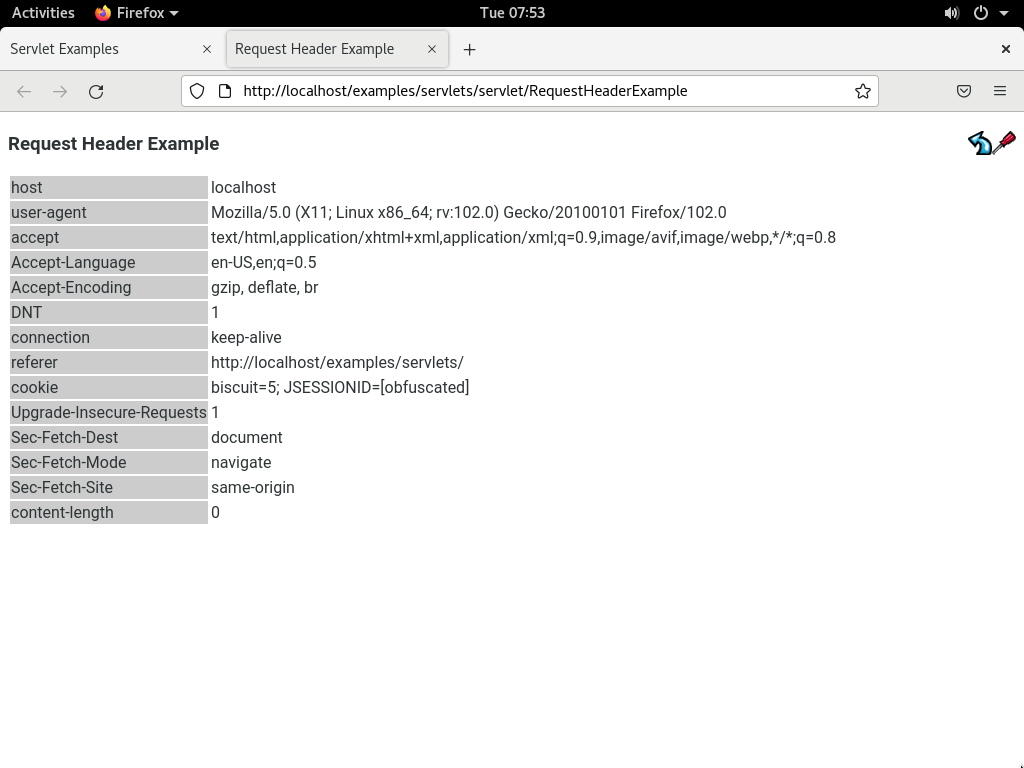 Activities Firefox Tue 07:53
Servlet Examples Request Header Example
http://localhost/examples/servlets/servlet/RequestHeaderExample
Request Header Example
host localhost
user-agent Mozilla/5.0 (X11; Linux x86_64; rv:102.0) Gecko/20100101 Firefox/102.0
accept text/html,application/xhtml+xml,application/xml;q=0.9,image/avif,image/webp,*/*;q=0.8
Accept-Language en-US,en;q=0.5
Accept-Encoding gzip, deflate, br
DNT 1
connection keep-alive
referer http://localhost/examples/servlets/
cookie biscuit=5; JSESSIONID=[obfuscated]
Upgrade-Insecure-Requests 1
Sec-Fetch-Dest document
Sec-Fetch-Mode navigate
Sec-Fetch-Site same-origin
content-length 0